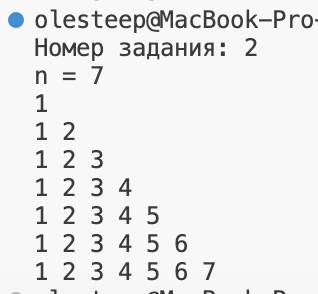 olesteep@MacBook-Pro-
Номер задания: 2
n = 7
1
1 2
1 2 3
1 2 3 4
1 2 3 4 5
1 2 3 4 5 6
1 2 3 4 5 6 7